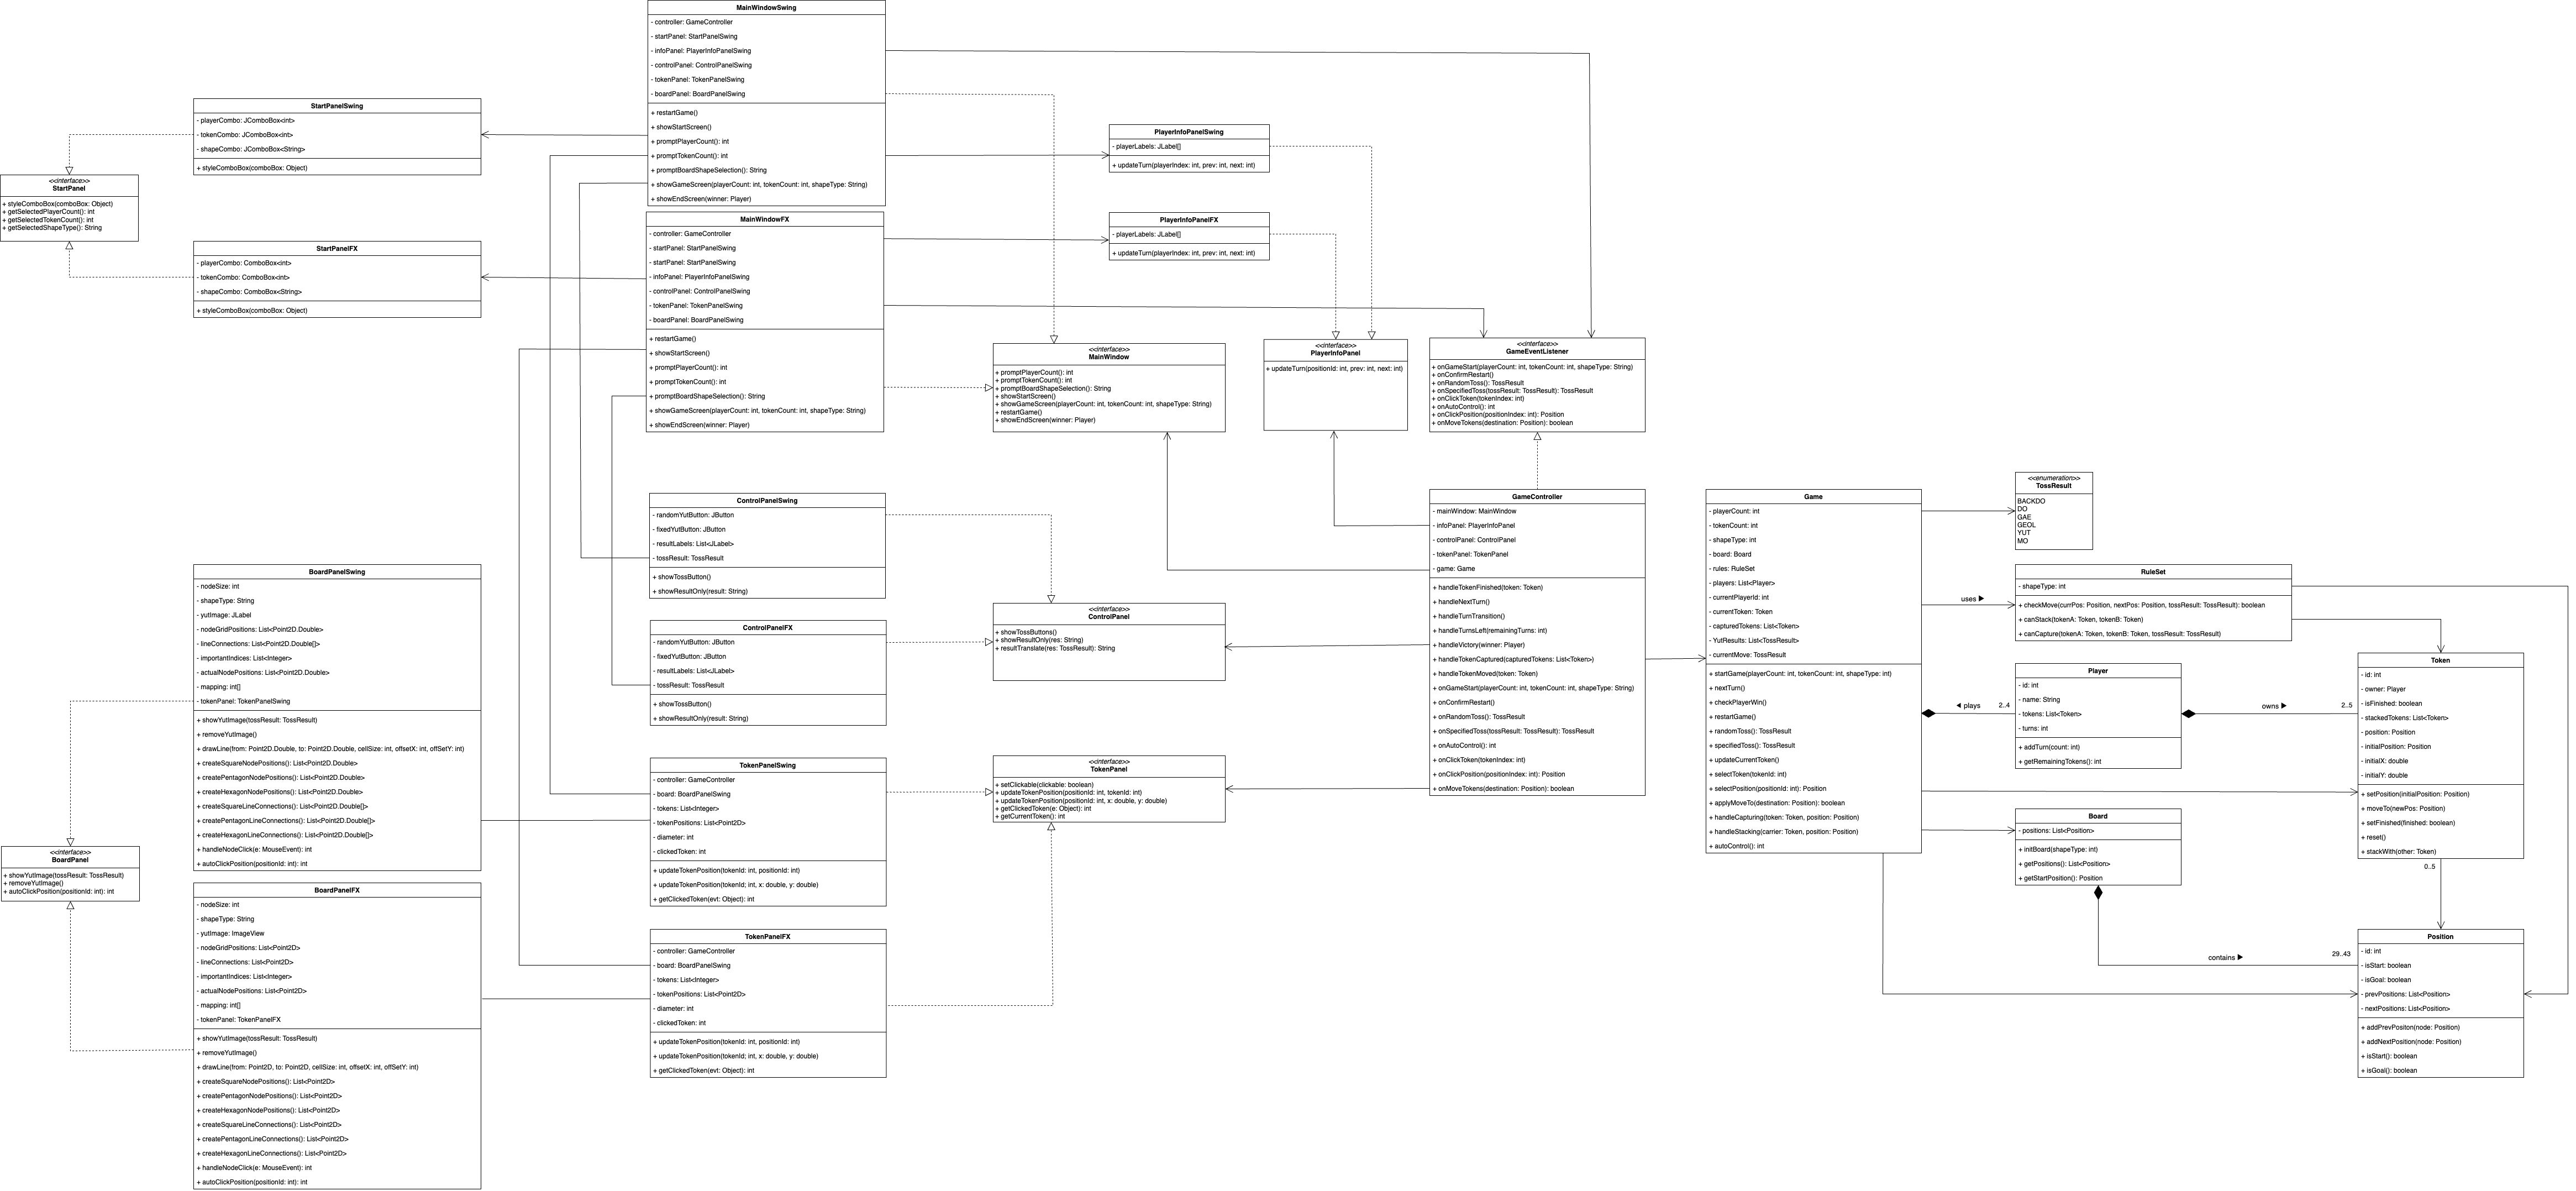 MainWindowSwing
- controller: GameController
- startPanel: StartPanelSwing
- infoPanel: PlayerInfoPanelSwing
- controlPanel: ControlPanelSwing
- tokenPanel: TokenPanelSwing
- boardPanel: BoardPanelSwing
+ restartGame()
+ showStartScreen()
+ promptPlayerCount(): int
+ promptTokenCount(): int
+ promptBoardShapeSelection(): String
+ showGameScreen(playerCount: int, tokenCount: int, shapeType: String)
+ showEndScreen(winner: Player)
StartPanelSwing
- playerCombo: JComboBox<int>
- tokenCombo: JComboBox<int>
- shapeCombo: JComboBox<String>
+ styleComboBox(comboBox: Object)
<<interface>>
StartPanel
+ styleComboBox(comboBox: Object)
+ getSelectedPlayerCount(): int
+ getSelectedTokenCount(): int
+ getSelectedShapeType(): String
StartPanelFX
- playerCombo: ComboBox<int>
- tokenCombo: ComboBox<int>
- shapeCombo: ComboBox<String>
+ styleComboBox(comboBox: Object)
MainWindowFX
- controller: GameController
- startPanel: StartPanelSwing
- startPanel: StartPanelSwing
- infoPanel: PlayerInfoPanelSwing
- controlPanel: ControlPanelSwing
- tokenPanel: TokenPanelSwing
- boardPanel: BoardPanelSwing
+ restartGame()
+ showStartScreen()
+ promptPlayerCount(): int
+ promptTokenCount(): int
+ promptBoardShapeSelection(): String
+ showGameScreen(playerCount: int, tokenCount: int, shapeType: String)
+ showEndScreen(winner: Player)
PlayerInfoPanelSwing
- playerLabels: JLabel[]
+ updateTurn(playerIndex: int, prev: int, next: int)
PlayerInfoPanelFX
- playerLabels: JLabel[]
+ updateTurn(playerIndex: int, prev: int, next: int)
<<interface>>
MainWindow
+ promptPlayerCount(): int
+ promptTokenCount(): int
+ promptBoardShapeSelection(): String
+ showStartScreen()
+ showGameScreen(playerCount: int, tokenCount: int, shapeType: String)
+ restartGame()
+ showEndScreen(winner: Player)
<<interface>>
PlayerInfoPanel
+ updateTurn(positionId: int, prev: int, next: int)
<<interface>>
GameEventListener
+ onGameStart(playerCount: int, tokenCount: int, shapeType: String)
+ onConfirmRestart()
+ onRandomToss(): TossResult
+ onSpecifiedToss(tossResult: TossResult): TossResult
+ onClickToken(tokenIndex: int)
+ onAutoControl(): int
+ onClickPosition(positionIndex: int): Position
+ onMoveTokens(destination: Position): boolean
ControlPanelSwing
- randomYutButton: JButton
- fixedYutButton: JButton
- resultLabels: List<JLabel>
- tossResult: TossResult
+ showTossButton()
+ showResultOnly(result: String)
ControlPanelFX
- randomYutButton: JButton
- fixedYutButton: JButton
- resultLabels: List<JLabel>
- tossResult: TossResult
+ showTossButton()
+ showResultOnly(result: String)
<<interface>>
ControlPanel
+ showTossButtons()
+ showResultOnly(res: String)
+ resultTranslate(res: TossResult): String
GameController
- mainWindow: MainWindow
- infoPanel: PlayerInfoPanel
- controlPanel: ControlPanel
- tokenPanel: TokenPanel
- game: Game
+ handleTokenFinished(token: Token)
+ handleNextTurn()
+ handleTurnTransition()
+ handleTurnsLeft(remainingTurns: int)
+ handleVictory(winner: Player)
+ handleTokenCaptured(capturedTokens: List<Token>)
+ handleTokenMoved(token: Token)
+ onGameStart(playerCount: int, tokenCount: int, shapeType: String)
+ onConfirmRestart()
+ onRandomToss(): TossResult
+ onSpecifiedToss(tossResult: TossResult): TossResult
+ onAutoControl(): int
+ onClickToken(tokenIndex: int)
+ onClickPosition(positionIndex: int): Position
+ onMoveTokens(destination: Position): boolean
Game
- playerCount: int
- tokenCount: int
- shapeType: int
- board: Board
- rules: RuleSet
- players: List<Player>
- currentPlayerId: int
- currentToken: Token
- capturedTokens: List<Token>
- YutResults: List<TossResult>
- currentMove: TossResult
+ startGame(playerCount: int, tokenCount: int, shapeType: int)
+ nextTurn()
+ checkPlayerWin()
+ restartGame()
+ randomToss(): TossResult
+ specifiedToss(): TossResult
+ updateCurrentToken()
+ selectToken(tokenId: int)
+ selectPosition(positionId: int): Position
+ applyMoveTo(destination: Position): boolean
+ handleCapturing(token: Token, position: Position)
+ handleStacking(carrier: Token, position: Position)
+ autoControl(): int
<<enumeration>>
TossResult
BACKDO
DO
GAE
GEOL
YUT
MO
uses ▶
RuleSet
- shapeType: int
+ checkMove(currPos: Position, nextPos: Position, tossResult: TossResult): boolean
+ canStack(tokenA: Token, tokenB: Token)
+ canCapture(tokenA: Token, tokenB: Token, tossResult: TossResult)
◀ plays
2..4
Player
- id: int
- name: String
- tokens: List<Token>
- turns: int
+ addTurn(count: int)
+ getRemainingTokens(): int
owns ▶
2..5
Token
- id: int
- owner: Player
- isFinished: boolean
- stackedTokens: List<Token>
- position: Position
- initialPosition: Position
- initialX: double
- initialY: double
+ setPosition(initialPosition: Position)
+ moveTo(newPos: Position)
+ setFinished(finished: boolean)
+ reset()
+ stackWith(other: Token)
0..5
Board
- positions: List<Position>
+ initBoard(shapeType: int)
+ getPositions(): List<Position>
+ getStartPosition(): Position
contains ▶
29..43
Position
- id: int
- isStart: boolean
- isGoal: boolean
- prevPositions: List<Position>
- nextPositions: List<Position>
+ addPrevPositon(node: Position)
+ addNextPosition(node: Position)
+ isStart(): boolean
+ isGoal(): boolean
BoardPanelSwing
- nodeSize: int
- shapeType: String
- yutImage: JLabel
- nodeGridPositions: List<Point2D.Double>
- lineConnections: List<Point2D.Double[]>
- importantIndices: List<Integer>
- actualNodePositions: List<Point2D.Double>
- mapping: int[]
- tokenPanel: TokenPanelSwing
+ showYutImage(tossResult: TossResult)
+ removeYutImage()
+ drawLine(from: Point2D.Double, to: Point2D.Double, cellSize: int, offsetX: int, offSetY: int)
+ createSquareNodePositions(): List<Point2D.Double>
+ createPentagonNodePositions(): List<Point2D.Double>
+ createHexagonNodePositions(): List<Point2D.Double>
+ createSquareLineConnections(): List<Point2D.Double[]>
+ createPentagonLineConnections(): List<Point2D.Double[]>
+ createHexagonLineConnections(): List<Point2D.Double[]>
+ handleNodeClick(e: MouseEvent): int
+ autoClickPosition(positionId: int): int
<<interface>>
BoardPanel
+ showYutImage(tossResult: TossResult)
+ removeYutImage()
+ autoClickPosition(positionId: int): int
BoardPanelFX
- nodeSize: int
- shapeType: String
- yutImage: ImageView
- nodeGridPositions: List<Point2D>
- lineConnections: List<Point2D>
- importantIndices: List<Integer>
- actualNodePositions: List<Point2D>
- mapping: int[]
- tokenPanel: TokenPanelFX
+ showYutImage(tossResult: TossResult)
+ removeYutImage()
+ drawLine(from: Point2D, to: Point2D, cellSize: int, offsetX: int, offSetY: int)
+ createSquareNodePositions(): List<Point2D>
+ createPentagonNodePositions(): List<Point2D>
+ createHexagonNodePositions(): List<Point2D>
+ createSquareLineConnections(): List<Point2D>
+ createPentagonLineConnections(): List<Point2D>
+ createHexagonLineConnections(): List<Point2D>
+ handleNodeClick(e: MouseEvent): int
+ autoClickPosition(positionId: int): int
TokenPanelSwing
- controller: GameController
- board: BoardPanelSwing
- tokens: List<Integer>
- tokenPositions: List<Point2D>
- diameter: int
- clickedToken: int
+ updateTokenPosition(tokenId: int, positionId: int)
+ updateTokenPosition(tokenId; int, x: double, y: double)
+ getClickedToken(evt: Object): int
<<interface>>
TokenPanel
+ setClickable(clickable: boolean)
+ updateTokenPosition(positionId: int, tokenId: int)
+ updateTokenPosition(positionId: int, x: double, y: double)
+ getClickedToken(e: Object): int
+ getCurrentToken(): int
TokenPanelFX
- controller: GameController
- board: BoardPanelSwing
- tokens: List<Integer>
- tokenPositions: List<Point2D>
- diameter: int
- clickedToken: int
+ updateTokenPosition(tokenId: int, positionId: int)
+ updateTokenPosition(tokenId; int, x: double, y: double)
+ getClickedToken(evt: Object): int